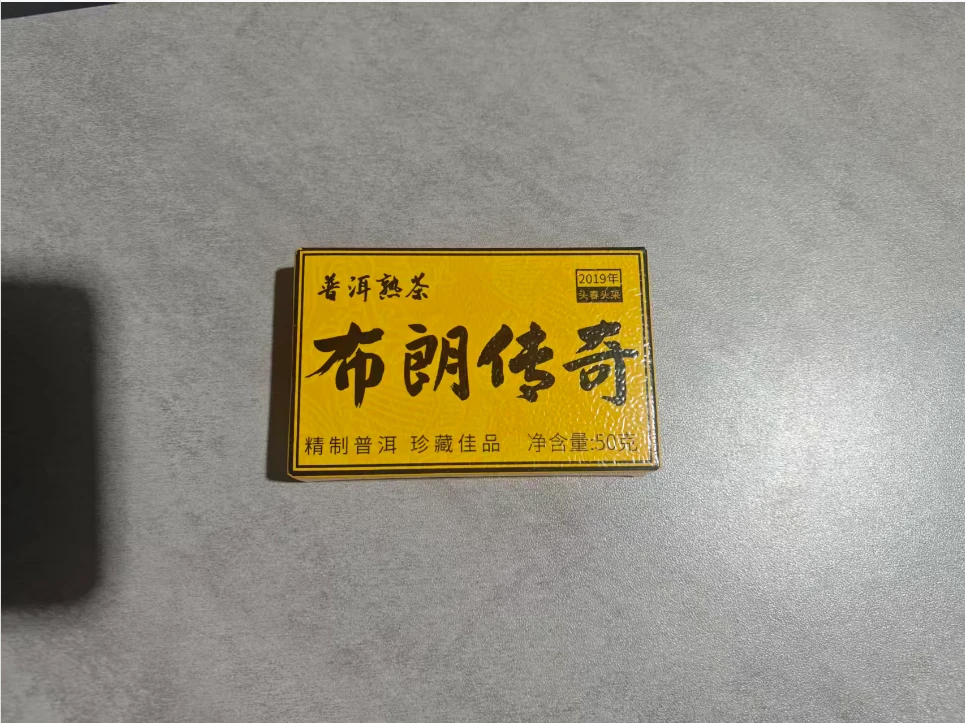 普洱熟茶
2019年
头春头采
布朗传奇
精制普洱 珍藏佳品 净含量:50克